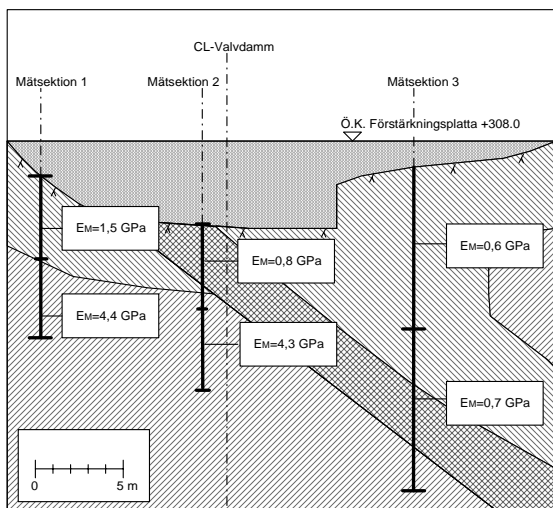 CL-Valvdamm
Mätsektion 1
Mätsektion 2
Mätsektion 3
Ö.K. Förstärkningsplatta +308.0
EM=1,5 GPa
EM=0,8 GPa
EM=0,6 GPa
EM=4,4 GPa
EM=4,3 GPa
EM=0,7 GPa
0 5 m